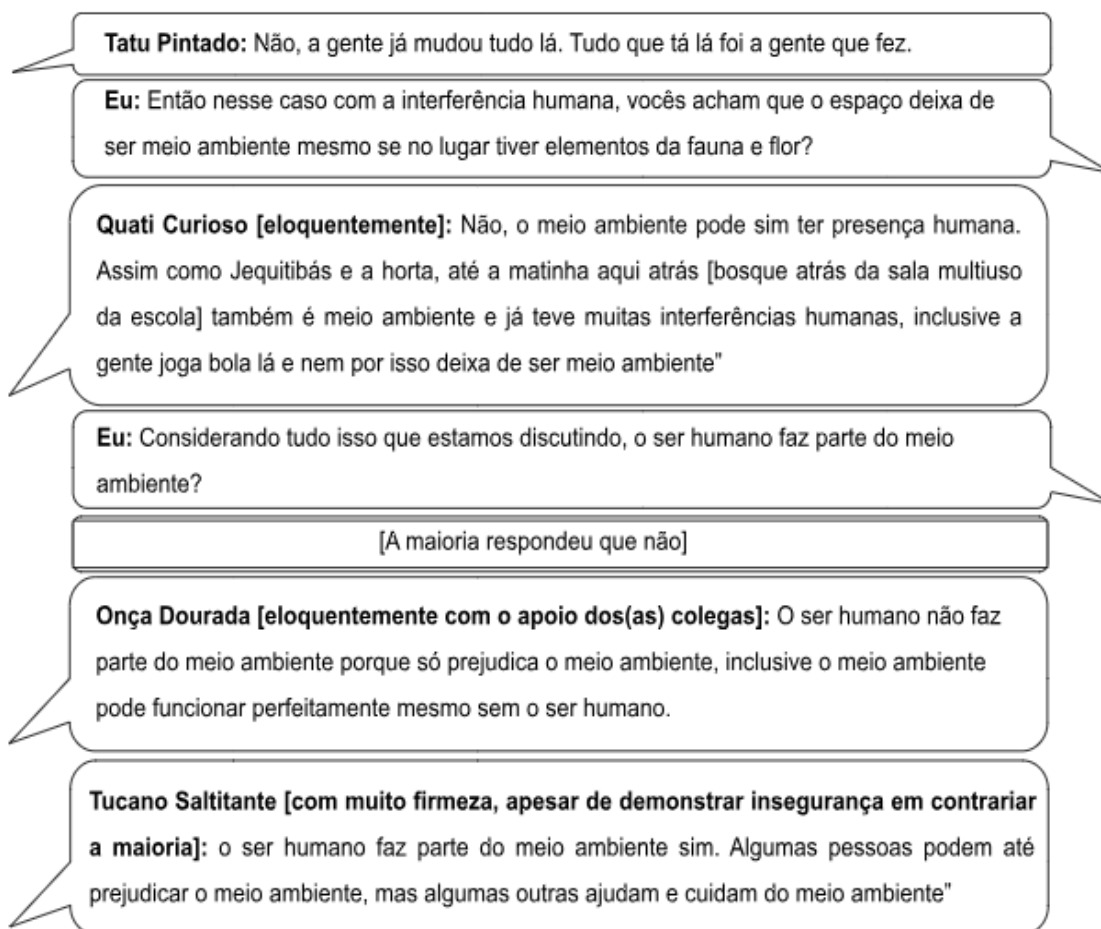 Tatu Pintado: Não, a gente já mudou tudo lá. Tudo que tá lá foi a gente que fez.
Eu: Então nesse caso com a interferência humana, vocês acham que o espaço deixa de
ser meio ambiente mesmo se no lugar tiver elementos da fauna e flor?
Quati Curioso [eloquentemente]: Não, o meio ambiente pode sim ter presença humana.
Assim como Jequitibás e a horta, até a matinha aqui atrás [bosque atrás da sala multiuso
da escola] também é meio ambiente e já teve muitas interferências humanas, inclusive a
gente joga bola lá e nem por isso deixa de ser meio ambiente"
Eu: Considerando tudo isso que estamos discutindo, o ser humano faz parte do meio
ambiente?
[A maioria respondeu que não]
Onça Dourada [eloquentemente com o apoio dos(as) colegas]: O ser humano não faz
parte do meio ambiente porque só prejudica o meio ambiente, inclusive o meio ambiente
pode funcionar perfeitamente mesmo sem o ser humano.
Tucano Saltitante [com muito firmeza, apesar de demonstrar insegurança em contrariar
a maioria]: o ser humano faz parte do meio ambiente sim. Algumas pessoas podem até
prejudicar o meio ambiente, mas algumas outras ajudam e cuidam do meio ambiente"